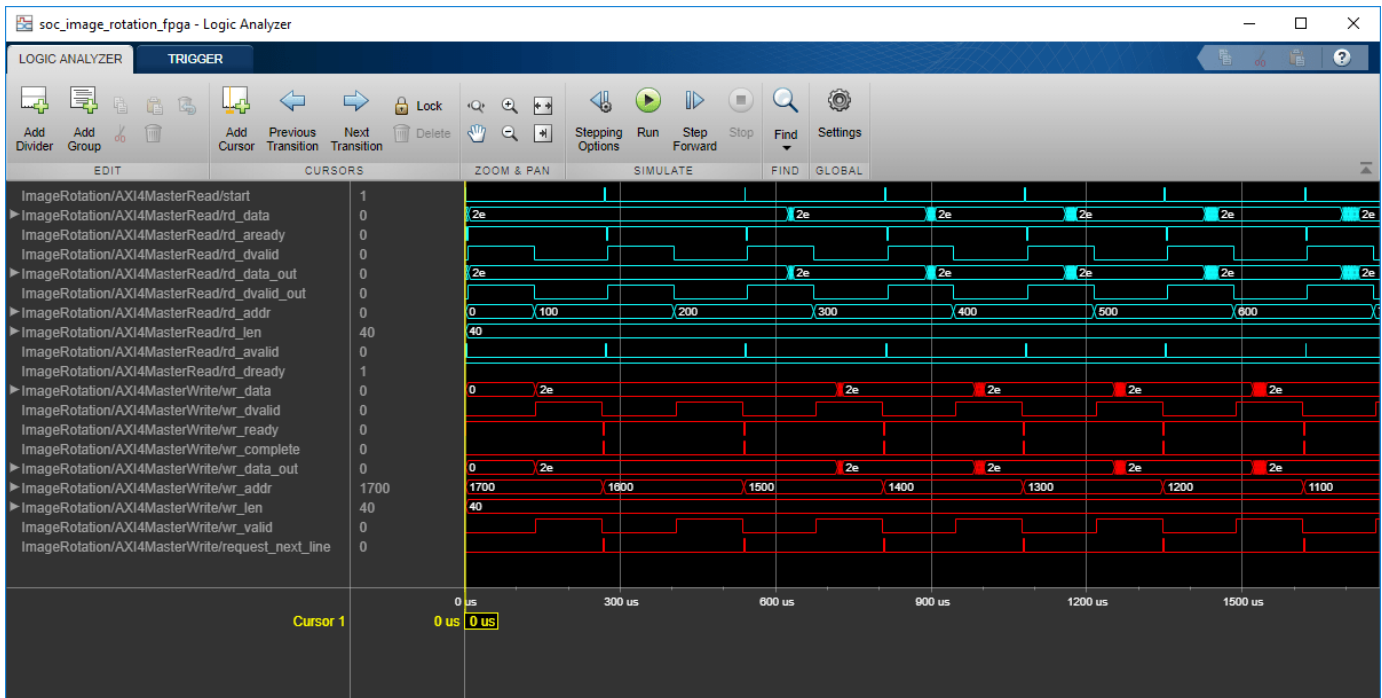 soc_image_rotation_fpga - Logic Analyzer
LOGIC ANALYZER TRIGGER
Add Divider Add Group Add Cursor Previous Transition Next Transition Lock Delete Stepping Options Run Step Forward Stop Find Settings
EDIT CURSORS ZOOM & PAN SIMULATE FIND GLOBAL
ImageRotation/AXI4MasterRead/start 1
ImageRotation/AXI4MasterRead/rd_data 0 2e 2e 2e 2e 2e 2e
ImageRotation/AXI4MasterRead/rd_aready 0
ImageRotation/AXI4MasterRead/rd_dvalid 0
ImageRotation/AXI4MasterRead/rd_data_out 0 2e 2e 2e 2e 2e 2e
ImageRotation/AXI4MasterRead/rd_dvalid_out 0
ImageRotation/AXI4MasterRead/rd_addr 0 0 100 200 300 400 500 600
ImageRotation/AXI4MasterRead/rd_len 40 40
ImageRotation/AXI4MasterRead/rd_avalid 0
ImageRotation/AXI4MasterRead/rd_dready 1
ImageRotation/AXI4MasterWrite/wr_data 0 0 2e 2e 2e 2e 2e
ImageRotation/AXI4MasterWrite/wr_dvalid 0
ImageRotation/AXI4MasterWrite/wr_ready 0
ImageRotation/AXI4MasterWrite/wr_complete 0
ImageRotation/AXI4MasterWrite/wr_data_out 0 0 2e 2e 2e 2e 2e
ImageRotation/AXI4MasterWrite/wr_addr 1700 1700 1600 1500 1400 1300 1200 1100
ImageRotation/AXI4MasterWrite/wr_len 40 40
ImageRotation/AXI4MasterWrite/wr_valid 0
ImageRotation/AXI4MasterWrite/request_next_line 0
0 us 300 us 600 us 900 us 1200 us 1500 us
Cursor 1 0 us 0 us